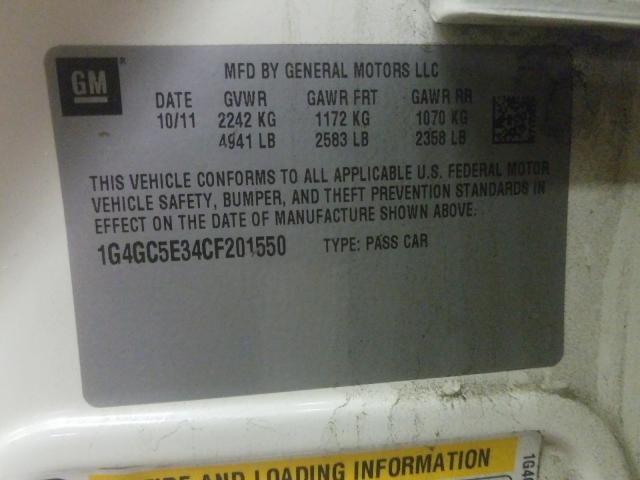 GM®
MFD BY GENERAL MOTORS LLC
DATE GVWR GAWR FRT GAWR RR
10/11 2242 KG 1172 KG 1070 KG
4941 LB 2583 LB 2358 LB
THIS VEHICLE CONFORMS TO ALL APPLICABLE U.S. FEDERAL MOTOR
VEHICLE SAFETY, BUMPER, AND THEFT PREVENTION STANDARDS IN
EFFECT ON THE DATE OF MANUFACTURE SHOWN ABOVE.
1G4GC5E34CF201550 TYPE: PASS CAR
AND LOADING INFORMATION
1G4